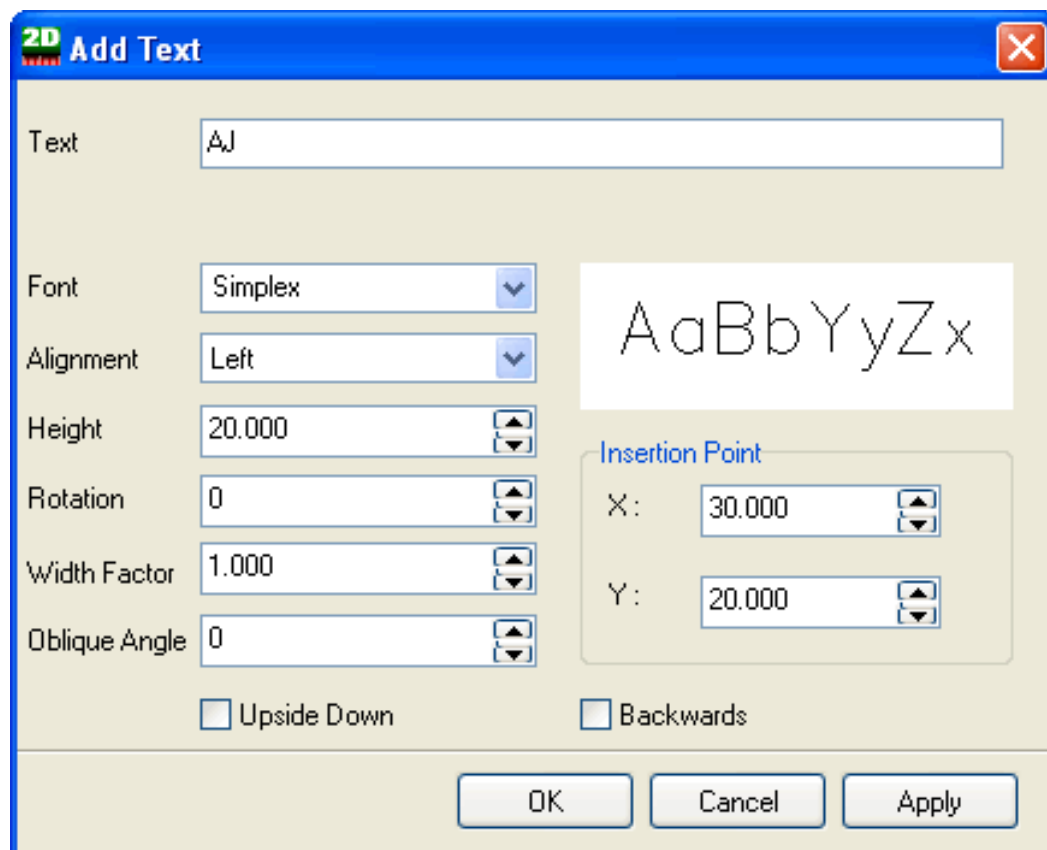 2D Add Text
Text AJ
Font Simplex
AaBbYyZx
Alignment Left
Height 20.000
Insertion Point
Rotation 0
X: 30.000
Width Factor 1.000
Y: 20.000
Oblique Angle 0
Upside Down Backwards
OK Cancel Apply